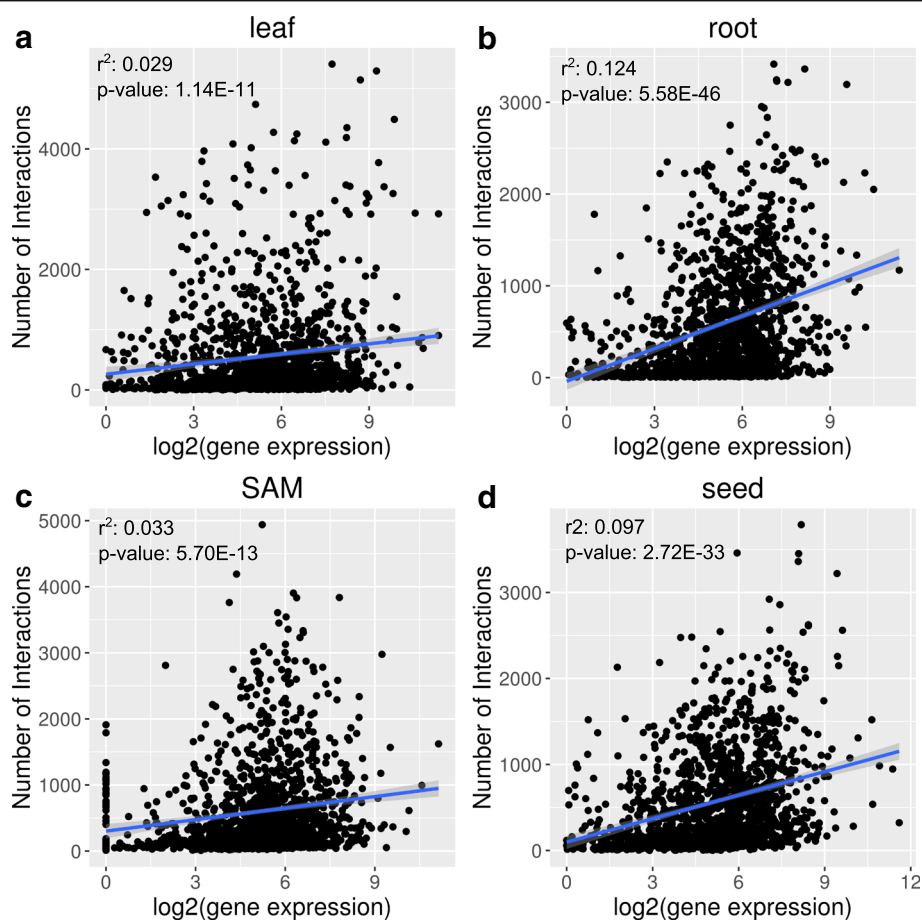 a
leaf
r²: 0.029
p-value: 1.14E-11
4000
2000
0
Number of Interactions
0 3 6 9
log2(gene expression)
b
root
r²: 0.124
p-value: 5.58E-46
3000
2000
1000
0
Number of Interactions
0 3 6 9
log2(gene expression)
c
SAM
r²: 0.033
p-value: 5.70E-13
5000
4000
3000
2000
1000
0
Number of Interactions
0 3 6 9
log2(gene expression)
d
seed
r2: 0.097
p-value: 2.72E-33
3000
2000
1000
0
Number of Interactions
0 3 6 9 12
log2(gene expression)